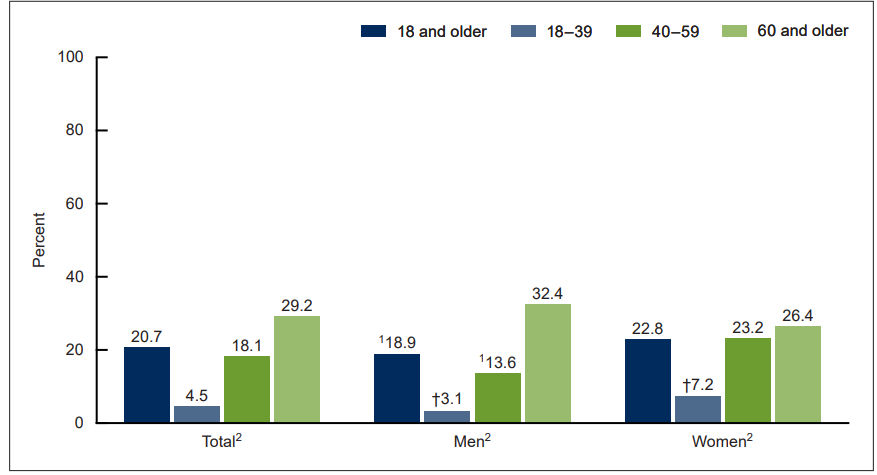 18 and older 18–39 40–59 60 and older
100
80
60
40
20
0
Percent
20.7 4.5 18.1 29.2
¹18.9 †3.1 ¹13.6 32.4
22.8 †7.2 23.2 26.4
Total² Men² Women²